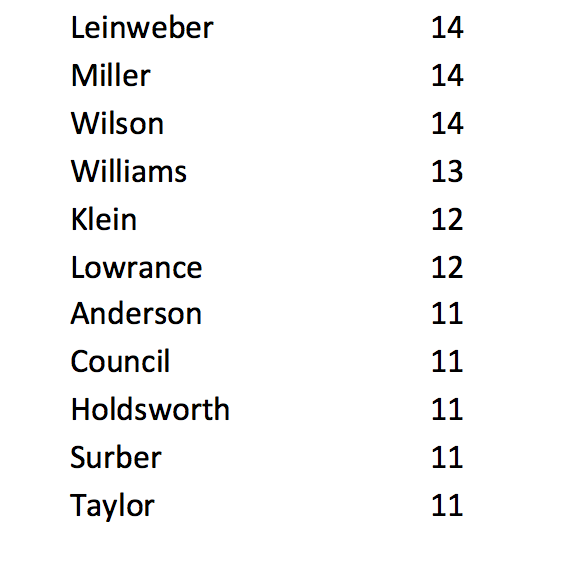 Leinweber 14
Miller 14
Wilson 14
Williams 13
Klein 12
Lowrance 12
Anderson 11
Council 11
Holdsworth 11
Surber 11
Taylor 11